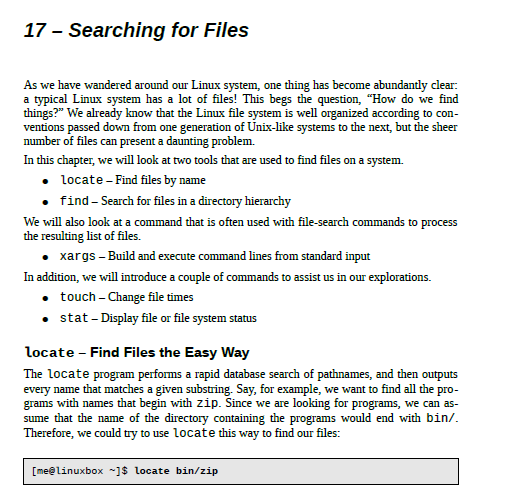 17 – Searching for Files
As we have wandered around our Linux system, one thing has become abundantly clear:
a typical Linux system has a lot of files! This begs the question, “How do we find
things?” We already know that the Linux file system is well organized according to con-
ventions passed down from one generation of Unix-like systems to the next, but the sheer
number of files can present a daunting problem.
In this chapter, we will look at two tools that are used to find files on a system.
● locate – Find files by name
● find – Search for files in a directory hierarchy
We will also look at a command that is often used with file-search commands to process
the resulting list of files.
● xargs – Build and execute command lines from standard input
In addition, we will introduce a couple of commands to assist us in our explorations.
● touch – Change file times
● stat – Display file or file system status
locate – Find Files the Easy Way
The locate program performs a rapid database search of pathnames, and then outputs
every name that matches a given substring. Say, for example, we want to find all the pro-
grams with names that begin with zip. Since we are looking for programs, we can as-
sume that the name of the directory containing the programs would end with bin/.
Therefore, we could try to use locate this way to find our files:
[me@linuxbox ~]$ locate bin/zip